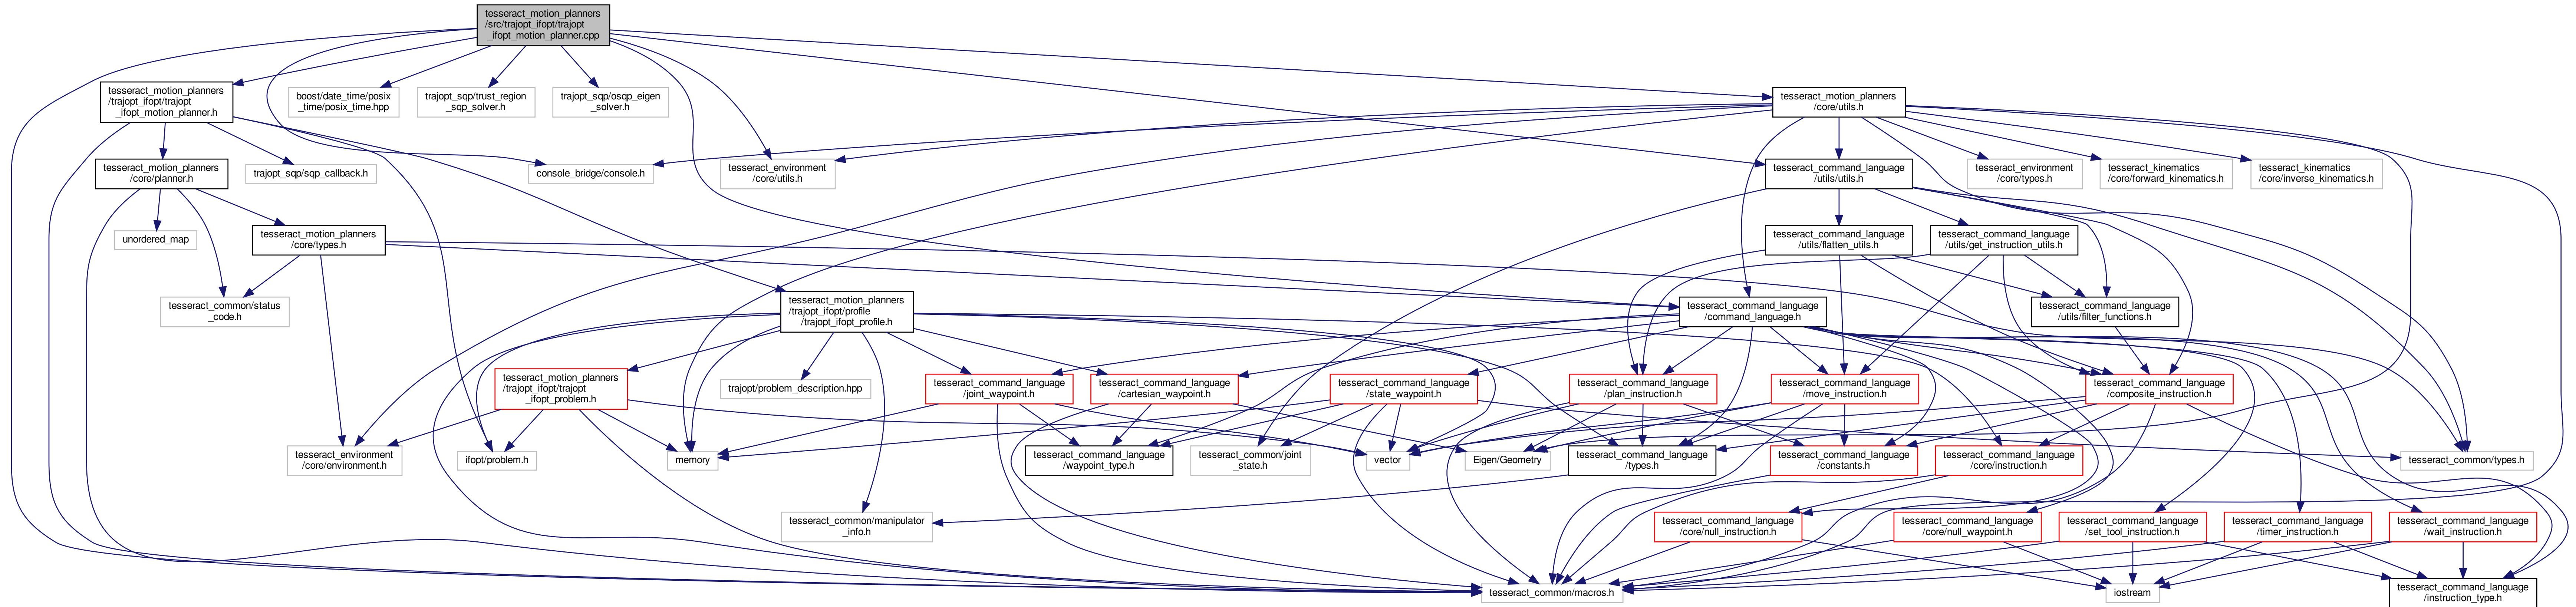 tesseract_motion_planners
/src/trajopt_ifopt/trajopt
_ifopt_motion_planner.cpp
tesseract_motion_planners
/trajopt_ifopt/trajopt
_ifopt_motion_planner.h
boost/date_time/posix
_time/posix_time.hpp
trajopt_sqp/trust_region
_sqp_solver.h
trajopt_sqp/osqp_eigen
_solver.h
tesseract_motion_planners
/core/utils.h
tesseract_motion_planners
/core/planner.h
trajopt_sqp/sqp_callback.h
console_bridge/console.h
tesseract_environment
/core/utils.h
tesseract_command_language
/utils/utils.h
tesseract_environment
/core/types.h
tesseract_kinematics
/core/forward_kinematics.h
tesseract_kinematics
/core/inverse_kinematics.h
unordered_map
tesseract_motion_planners
/core/types.h
tesseract_command_language
/utils/flatten_utils.h
tesseract_command_language
/utils/get_instruction_utils.h
tesseract_common/status
_code.h
tesseract_motion_planners
/trajopt_ifopt/profile
/trajopt_ifopt_profile.h
tesseract_command_language
/command_language.h
tesseract_command_language
/utils/filter_functions.h
tesseract_motion_planners
/trajopt_ifopt/trajopt
_ifopt_problem.h
trajopt/problem_description.hpp
tesseract_command_language
/joint_waypoint.h
tesseract_command_language
/cartesian_waypoint.h
tesseract_command_language
/state_waypoint.h
tesseract_command_language
/plan_instruction.h
tesseract_command_language
/move_instruction.h
tesseract_command_language
/composite_instruction.h
tesseract_environment
/core/environment.h
ifopt/problem.h
memory
tesseract_command_language
/waypoint_type.h
tesseract_common/joint
_state.h
vector
Eigen/Geometry
tesseract_command_language
/types.h
tesseract_command_language
/constants.h
tesseract_command_language
/core/instruction.h
tesseract_common/types.h
tesseract_common/manipulator
_info.h
tesseract_command_language
/core/null_instruction.h
tesseract_command_language
/core/null_waypoint.h
tesseract_command_language
/set_tool_instruction.h
tesseract_command_language
/timer_instruction.h
tesseract_command_language
/wait_instruction.h
tesseract_common/macros.h
iostream
tesseract_command_language
/instruction_type.h